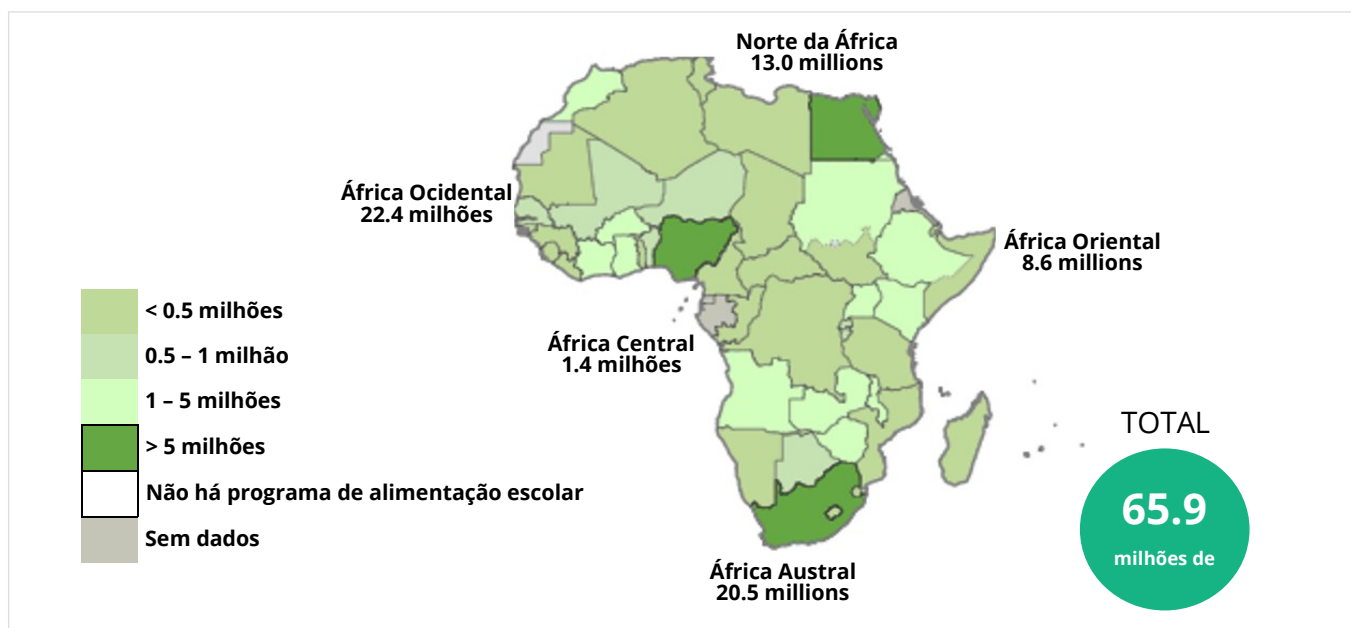 Norte da África
13.0 millions
África Ocidental
22.4 milhões
África Oriental
8.6 millions
< 0.5 milhões
0.5 – 1 milhão
1 – 5 milhões
> 5 milhões
Não há programa de alimentação escolar
Sem dados
África Central
1.4 milhões
África Austral
20.5 millions
TOTAL
65.9
milhões de